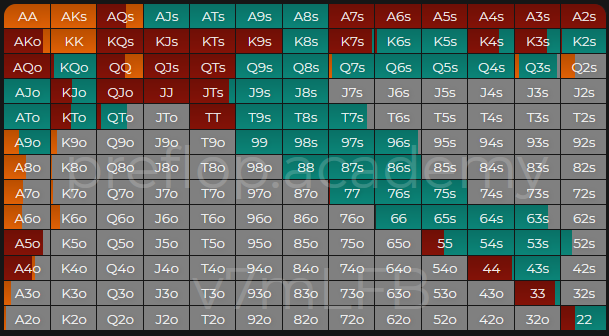 AA AKs AQs AJs ATs A9s A8s A7s A6s A5s A4s A3s A2s
AKo KK KQs KJs KTs K9s K8s K7s K6s K5s K4s K3s K2s
AQo KQo QQ QJs QTs Q9s Q8s Q7s Q6s Q5s Q4s Q3s Q2s
AJo KJo QJo JJ JTs J9s J8s J7s J6s J5s J4s J3s J2s
ATo KTo QTo JTo TT T9s T8s T7s T6s T5s T4s T3s T2s
A9o K9o Q9o J9o T9o 99 98s 97s 96s 95s 94s 93s 92s
A8o K8o Q8o J8o T8o 98o 88 87s 86s 85s 84s 83s 82s
preflop.academy
A7o K7o Q7o J7o T7o 97o 87o 77 76s 75s 74s 73s 72s
A6o K6o Q6o J6o T6o 96o 86o 76o 66 65s 64s 63s 62s
A5o K5o Q5o J5o T5o 95o 85o 75o 65o 55 54s 53s 52s
A4o K4o Q4o J4o T4o 94o 84o 74o 64o 54o 44 43s 42s
v7mLFB
A3o K3o Q3o J3o T3o 93o 83o 73o 63o 53o 43o 33 32s
A2o K2o Q2o J2o T2o 92o 82o 72o 62o 52o 42o 32o 22